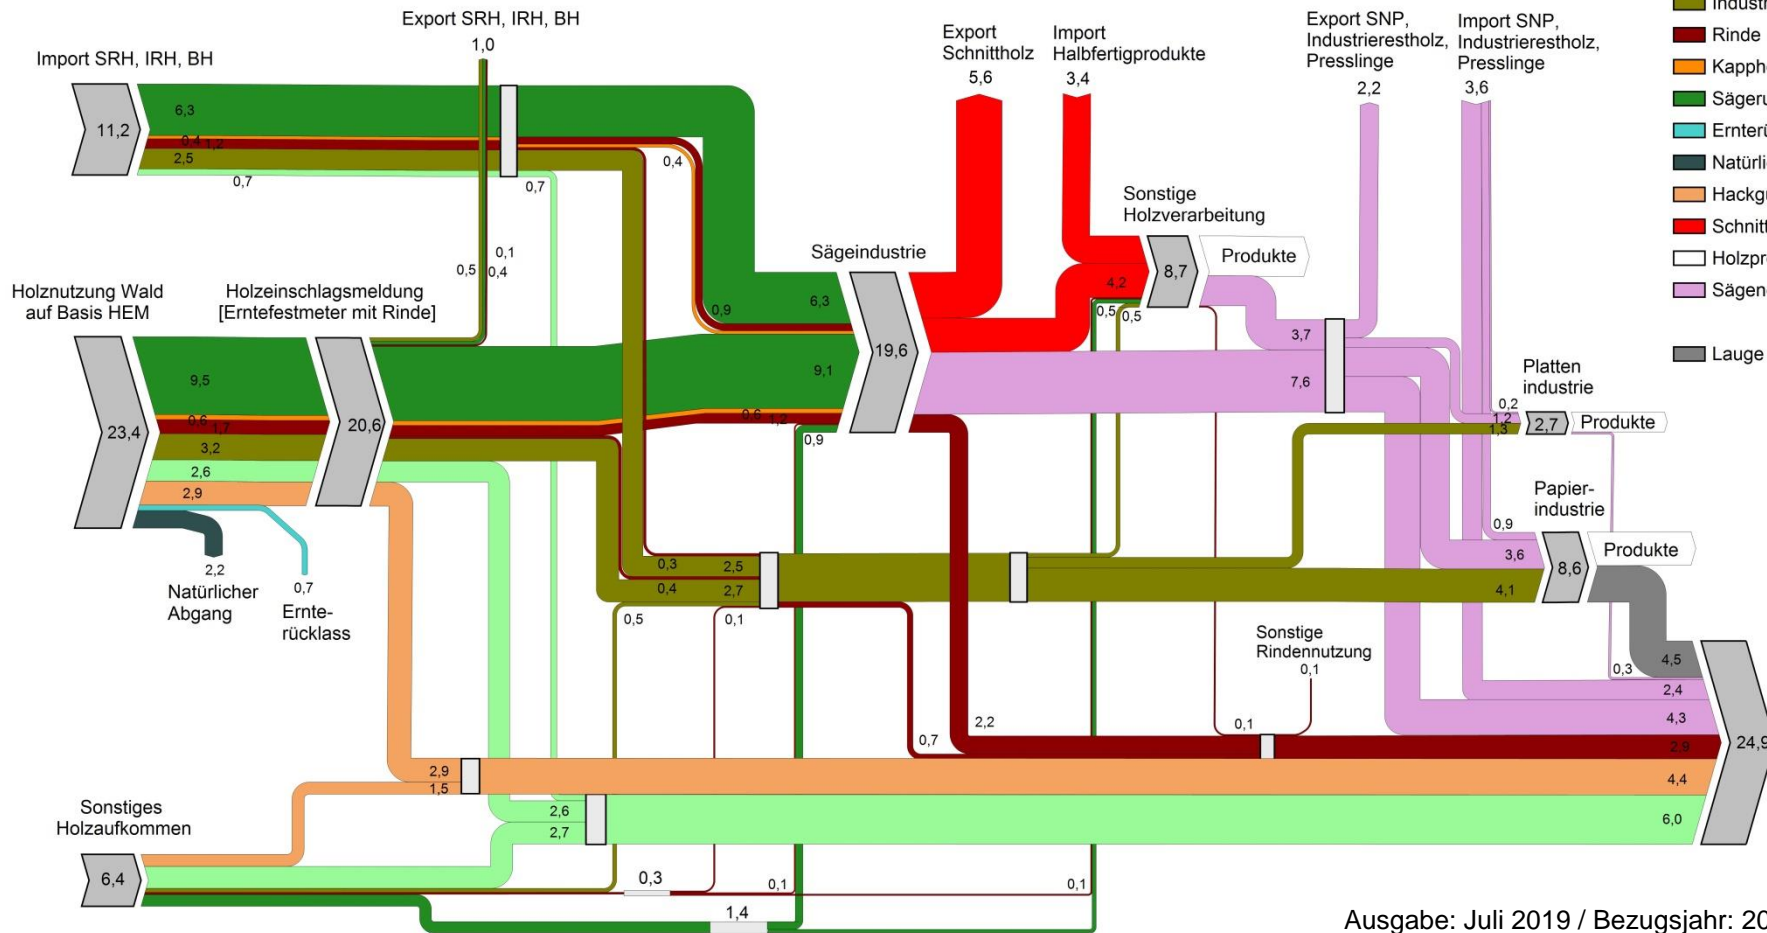 Export SRH, IRH, BH
1,0
Import SRH, IRH, BH
11,2
6,3
0,4
1,2
2,5
0,7
0,7
0,4
0,9
0,5
0,1
0,4
Export
Schnittholz
5,6
Import
Halbfertigprodukte
3,4
Export SNP,
Industrierestholz,
Presslinge
2,2
Import SNP,
Industrierestholz,
Presslinge
3,6
Rinde
Lauge
Holznutzung Wald
auf Basis HEM
23,4
9,5
0,6
1,7
3,2
2,6
2,9
Holzeinschlagsmeldung
[Erntefestmeter mit Rinde]
20,6
2,2
Natürlicher
Abgang
0,7
Ernte-
rücklass
Sägeindustrie
6,3
19,6
9,1
0,6
1,2
0,9
Sonstige
Holzverarbeitung
8,7
Produkte
4,2
0,5
0,5
3,7
7,6
Platten
industrie
0,2
1,2
1,3
2,7
Produkte
Papier-
industrie
0,9
3,6
8,6
Produkte
4,1
0,3
2,5
0,4
2,7
0,5
0,1
Sonstige
Rindennutzung
0,1
0,1
0,3
4,5
2,4
4,3
2,9
4,4
6,0
24,9
2,2
0,7
2,9
1,5
2,6
2,7
Sonstiges
Holzaufkommen
6,4
0,3
0,1
0,1
1,4
Ausgabe: Juli 2019 / Bezugsjahr: